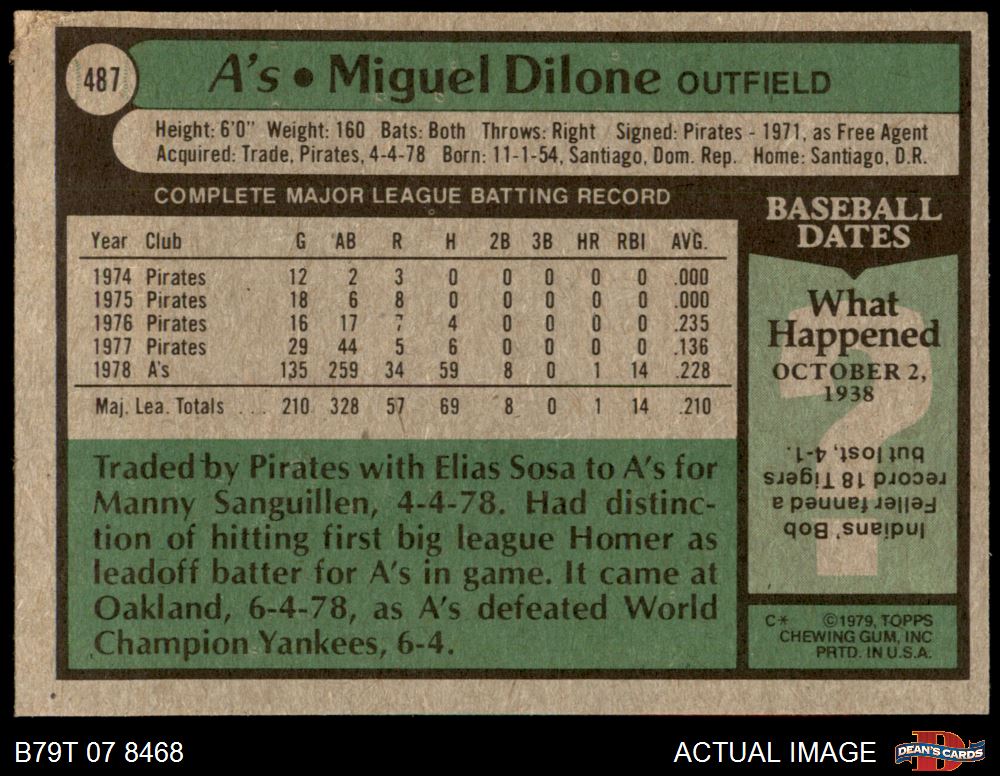 487
A's • Miguel Dilone OUTFIELD
Height: 6'0" Weight: 160 Bats: Both Throws: Right Signed: Pirates - 1971, as Free Agent
Acquired: Trade, Pirates, 4-4-78 Born: 11-1-54, Santiago, Dom. Rep. Home: Santiago, D.R.
COMPLETE MAJOR LEAGUE BATTING RECORD
Year Club G AB R H 2B 3B HR RBI AVG.
1974 Pirates 12 2 3 0 0 0 0 0 .000
1975 Pirates 18 6 8 0 0 0 0 0 .000
1976 Pirates 16 17 7 4 0 0 0 0 .235
1977 Pirates 29 44 5 6 0 0 0 0 .136
1978 A's 135 259 34 59 8 0 1 14 .228
Maj. Lea. Totals ... 210 328 57 69 8 0 1 14 .210
Traded by Pirates with Elias Sosa to A's for
Manny Sanguillen, 4-4-78. Had distinc-
tion of hitting first big league Homer as
leadoff batter for A's in game. It came at
Oakland, 6-4-78, as A's defeated World
Champion Yankees, 6-4.
BASEBALL
DATES
What
Happened
OCTOBER 2,
1938
?
Indians' Bob
Feller fanned a
record 18 Tigers
but lost, 4-1.
C* ©1979, TOPPS
CHEWING GUM, INC
PRTD. IN U.S.A.
B79T 07 8468
ACTUAL IMAGE
DEAN'S CARDS